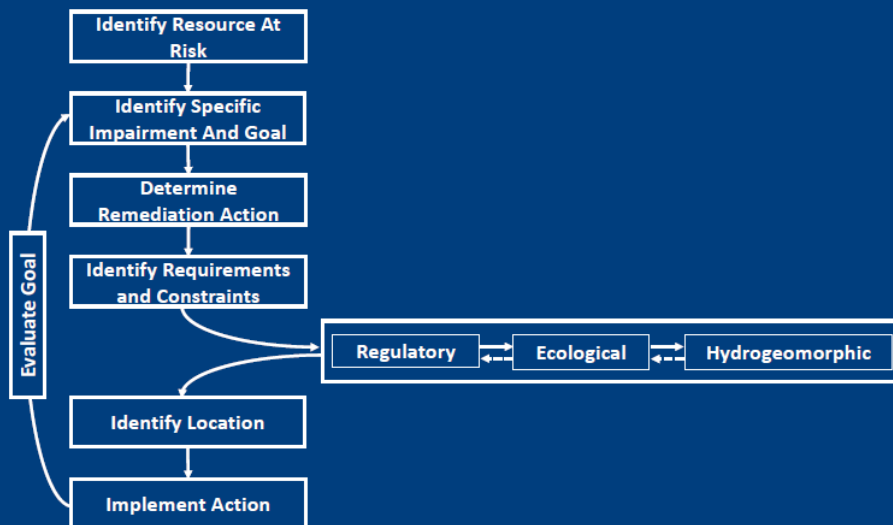 Identify Resource At
Risk
Identify Specific
Impairment And Goal
Determine
Remediation Action
Identify Requirements
and Constraints
Evaluate Goal
Regulatory
Ecological
Hydrogeomorphic
Identify Location
Implement Action